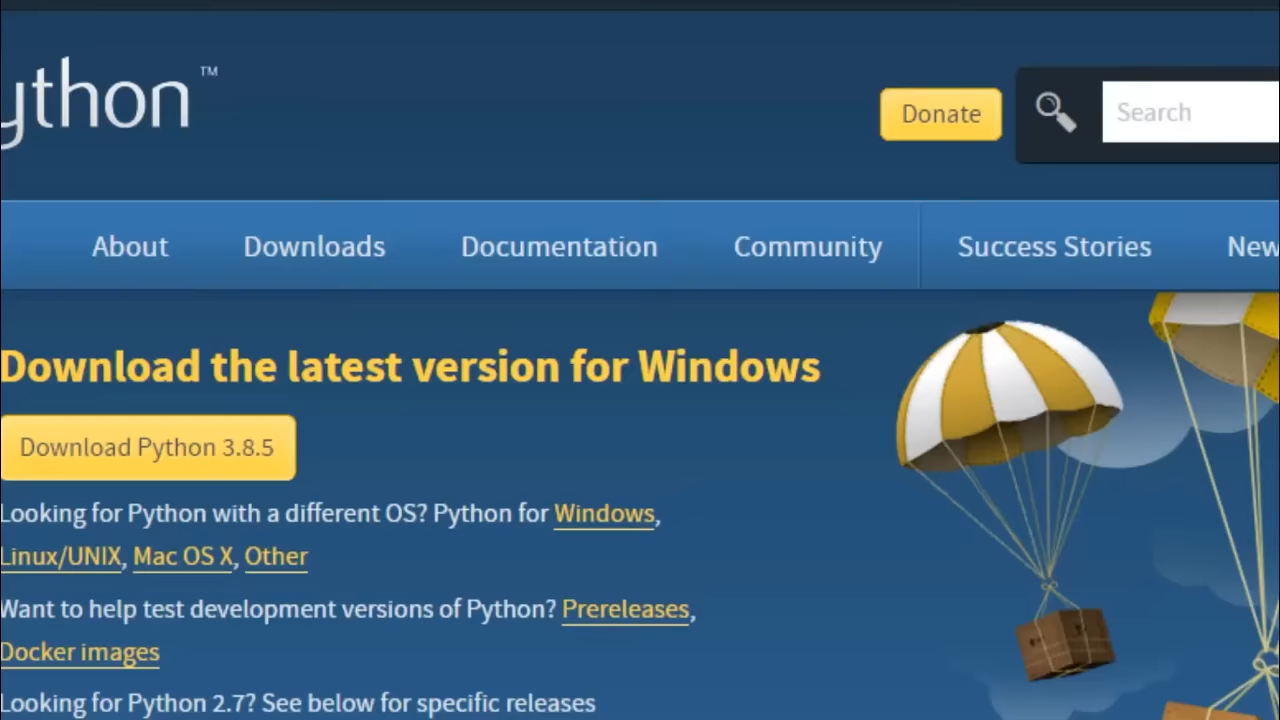 ython™
Donate
Search
About Downloads Documentation Community Success Stories New
Download the latest version for Windows
Download Python 3.8.5
Looking for Python with a different OS? Python for Windows,
Linux/UNIX, Mac OS X, Other
Want to help test development versions of Python? Prereleases,
Docker images
Looking for Python 2.7? See below for specific releases